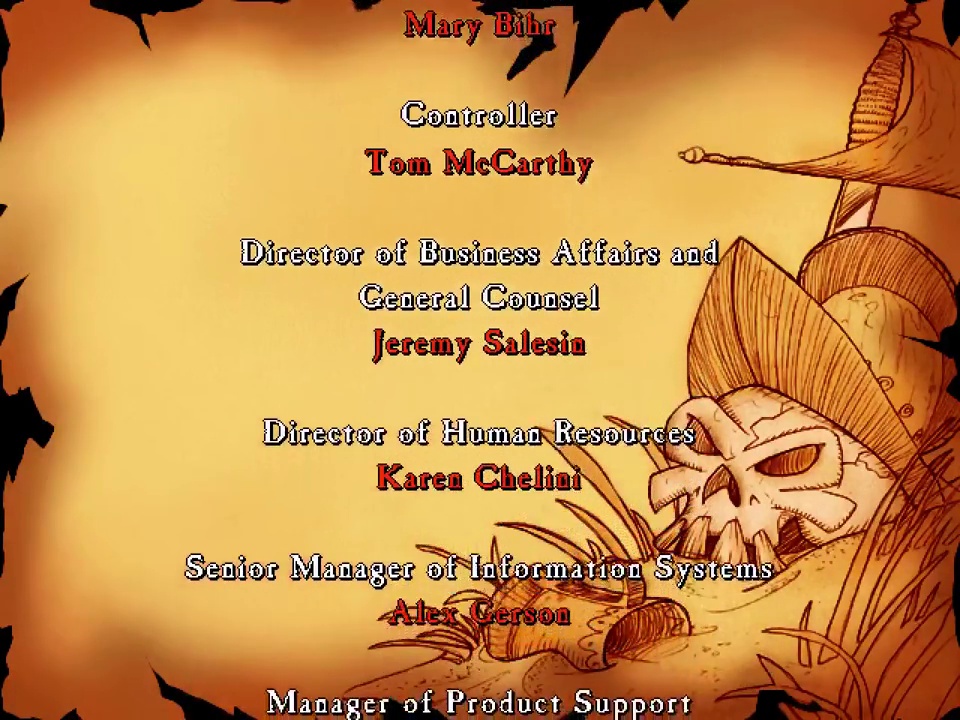 Mary Bihr
Controller
Tom McCarthy
Director of Business Affairs and
General Counsel
Jeremy Salesin
Director of Human Resources
Karen Chelini
Senior Manager of Information Systems
Alex Gerson
Manager of Product Support